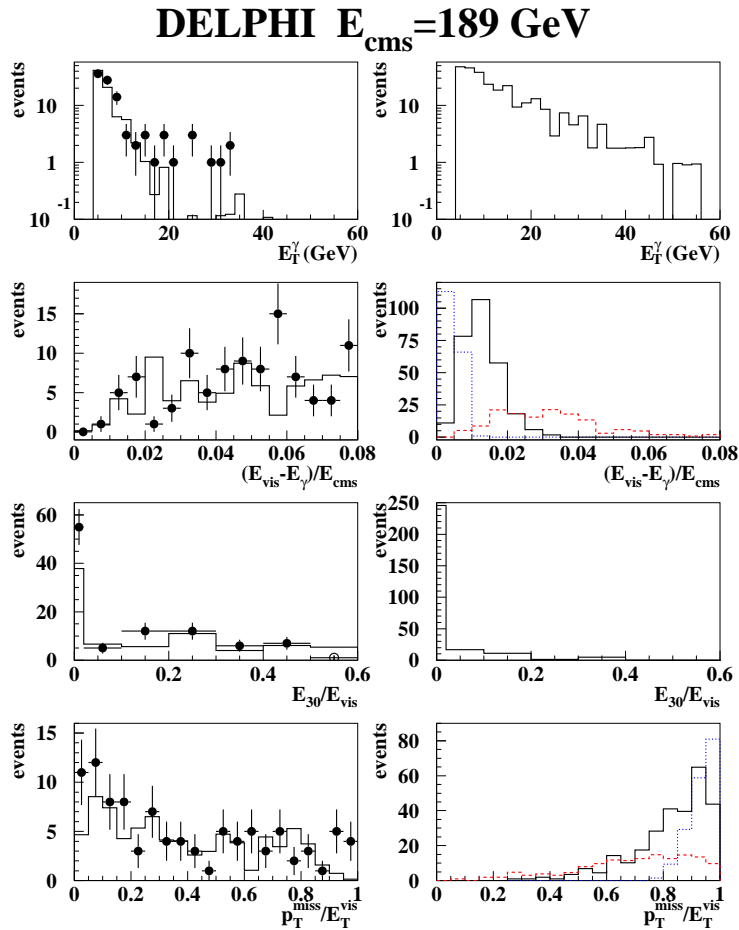 DELPHI E_cms=189 GeV
events
10
1
10 -1
0 20 40 60
E_T^γ (GeV)
events
10
1
10 -1
0 20 40 60
E_T^γ (GeV)
events
15
10
5
0
0 0.02 0.04 0.06 0.08
(E_vis-E_γ)/E_cms
events
100
75
50
25
0
0 0.02 0.04 0.06 0.08
(E_vis-E_γ)/E_cms
events
60
40
20
0
0 0.2 0.4 0.6
E_30/E_vis
events
250
200
150
100
50
0
0 0.2 0.4 0.6
E_30/E_vis
events
15
10
5
0
0 0.2 0.4 0.6 0.8 1
p_T^miss/E_T^vis
events
80
60
40
20
0
0 0.2 0.4 0.6 0.8 1
p_T^miss/E_T^vis